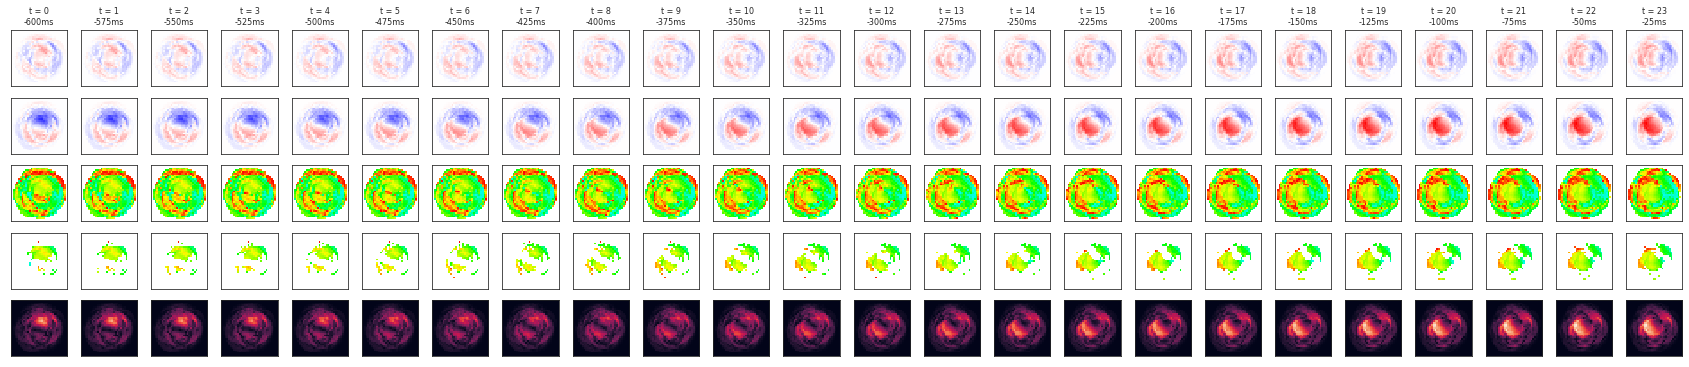 t = 0 t = 1 t = 2 t = 3 t = 4 t = 5 t = 6 t = 7 t = 8 t = 9 t = 10 t = 11 t = 12 t = 13 t = 14 t = 15 t = 16 t = 17 t = 18 t = 19 t = 20 t = 21 t = 22 t = 23
-600ms -575ms -550ms -525ms -500ms -475ms -450ms -425ms -400ms -375ms -350ms -325ms -300ms -275ms -250ms -225ms -200ms -175ms -150ms -125ms -100ms -75ms -50ms -25ms